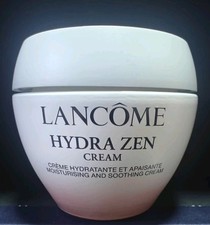 LANCÔME
HYDRA ZEN
CREAM
CRÈME HYDRATANTE ET APAISANTE
MOISTURISING AND SOOTHING CREAM